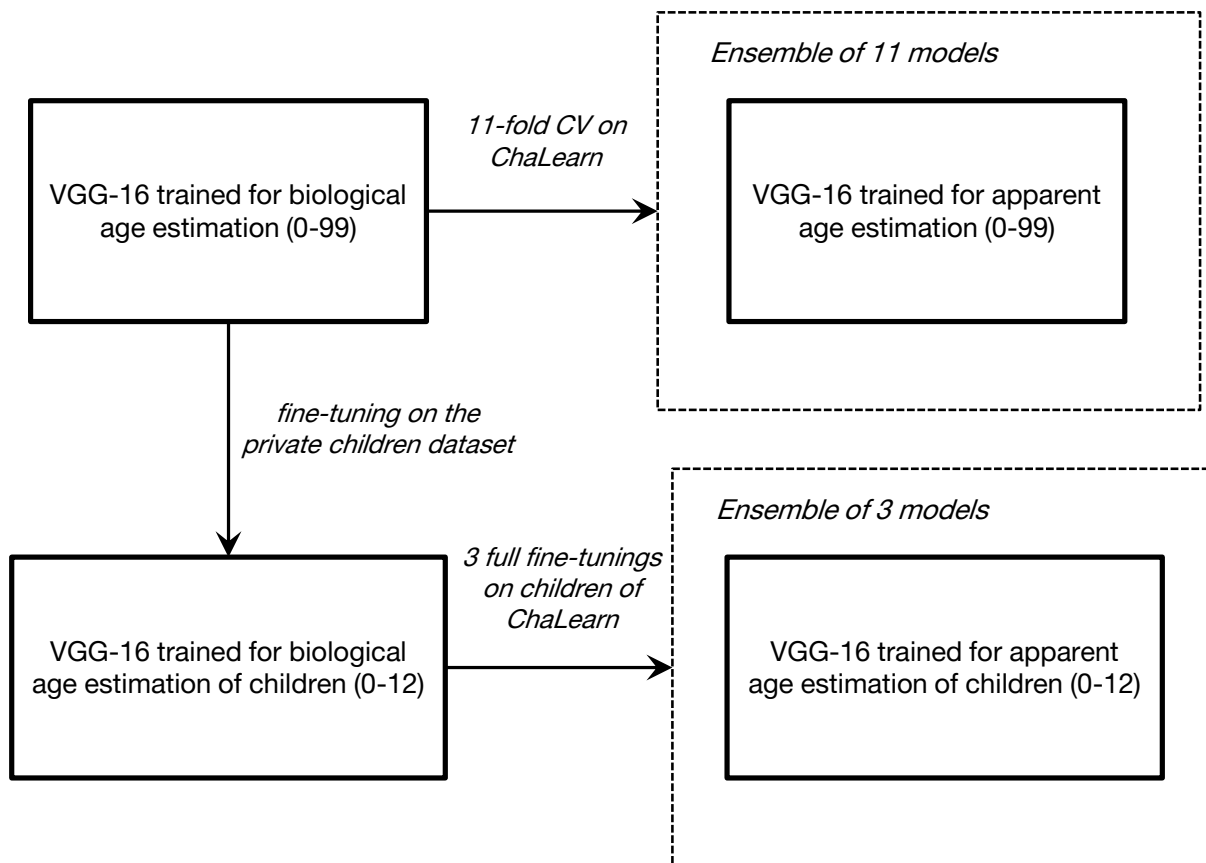 Ensemble of 11 models
11-fold CV on
ChaLearn
VGG-16 trained for biological
age estimation (0-99)
VGG-16 trained for apparent
age estimation (0-99)
fine-tuning on the
private children dataset
Ensemble of 3 models
3 full fine-tunings
on children of
ChaLearn
VGG-16 trained for biological
age estimation of children (0-12)
VGG-16 trained for apparent
age estimation of children (0-12)